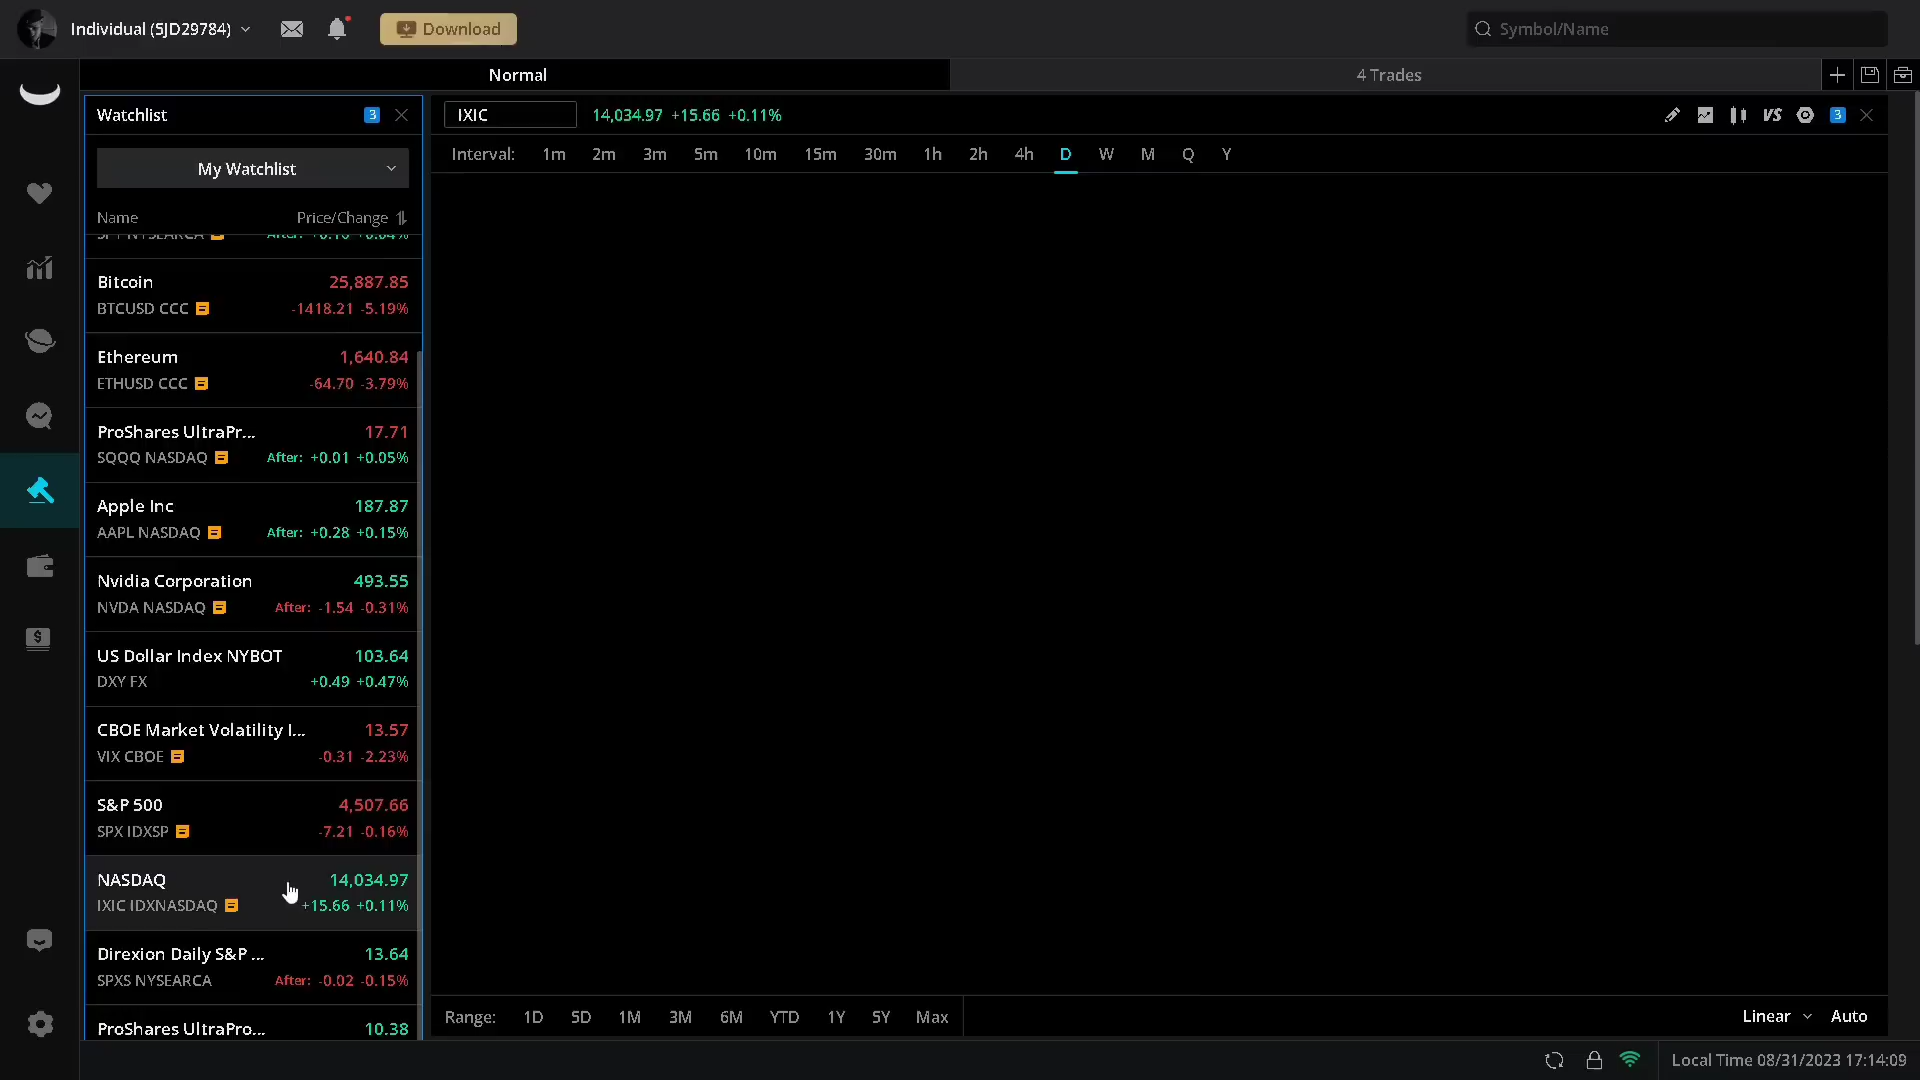 Individual (5JD29784)
Download
Symbol/Name
Normal
4 Trades
Watchlist
3
IXIC
14,034.97 +15.66 +0.11%
VS
3
My Watchlist
Interval: 1m 2m 3m 5m 10m 15m 30m 1h 2h 4h D W M Q Y
Name Price/Change
SPY NYSEARCA After: +0.16 +0.04%
Bitcoin 25,887.85
BTCUSD CCC -1418.21 -5.19%
Ethereum 1,640.84
ETHUSD CCC -64.70 -3.79%
ProShares UltraPr... 17.71
SQQQ NASDAQ After: +0.01 +0.05%
Apple Inc 187.87
AAPL NASDAQ After: +0.28 +0.15%
Nvidia Corporation 493.55
NVDA NASDAQ After: -1.54 -0.31%
US Dollar Index NYBOT 103.64
DXY FX +0.49 +0.47%
CBOE Market Volatility I... 13.57
VIX CBOE -0.31 -2.23%
S&P 500 4,507.66
SPX IDXSP -7.21 -0.16%
NASDAQ 14,034.97
IXIC IDXNASDAQ +15.66 +0.11%
Direxion Daily S&P ... 13.64
SPXS NYSEARCA After: -0.02 -0.15%
ProShares UltraPro... 10.38
Range: 1D 5D 1M 3M 6M YTD 1Y 5Y Max
Linear Auto
Local Time 08/31/2023 17:14:09